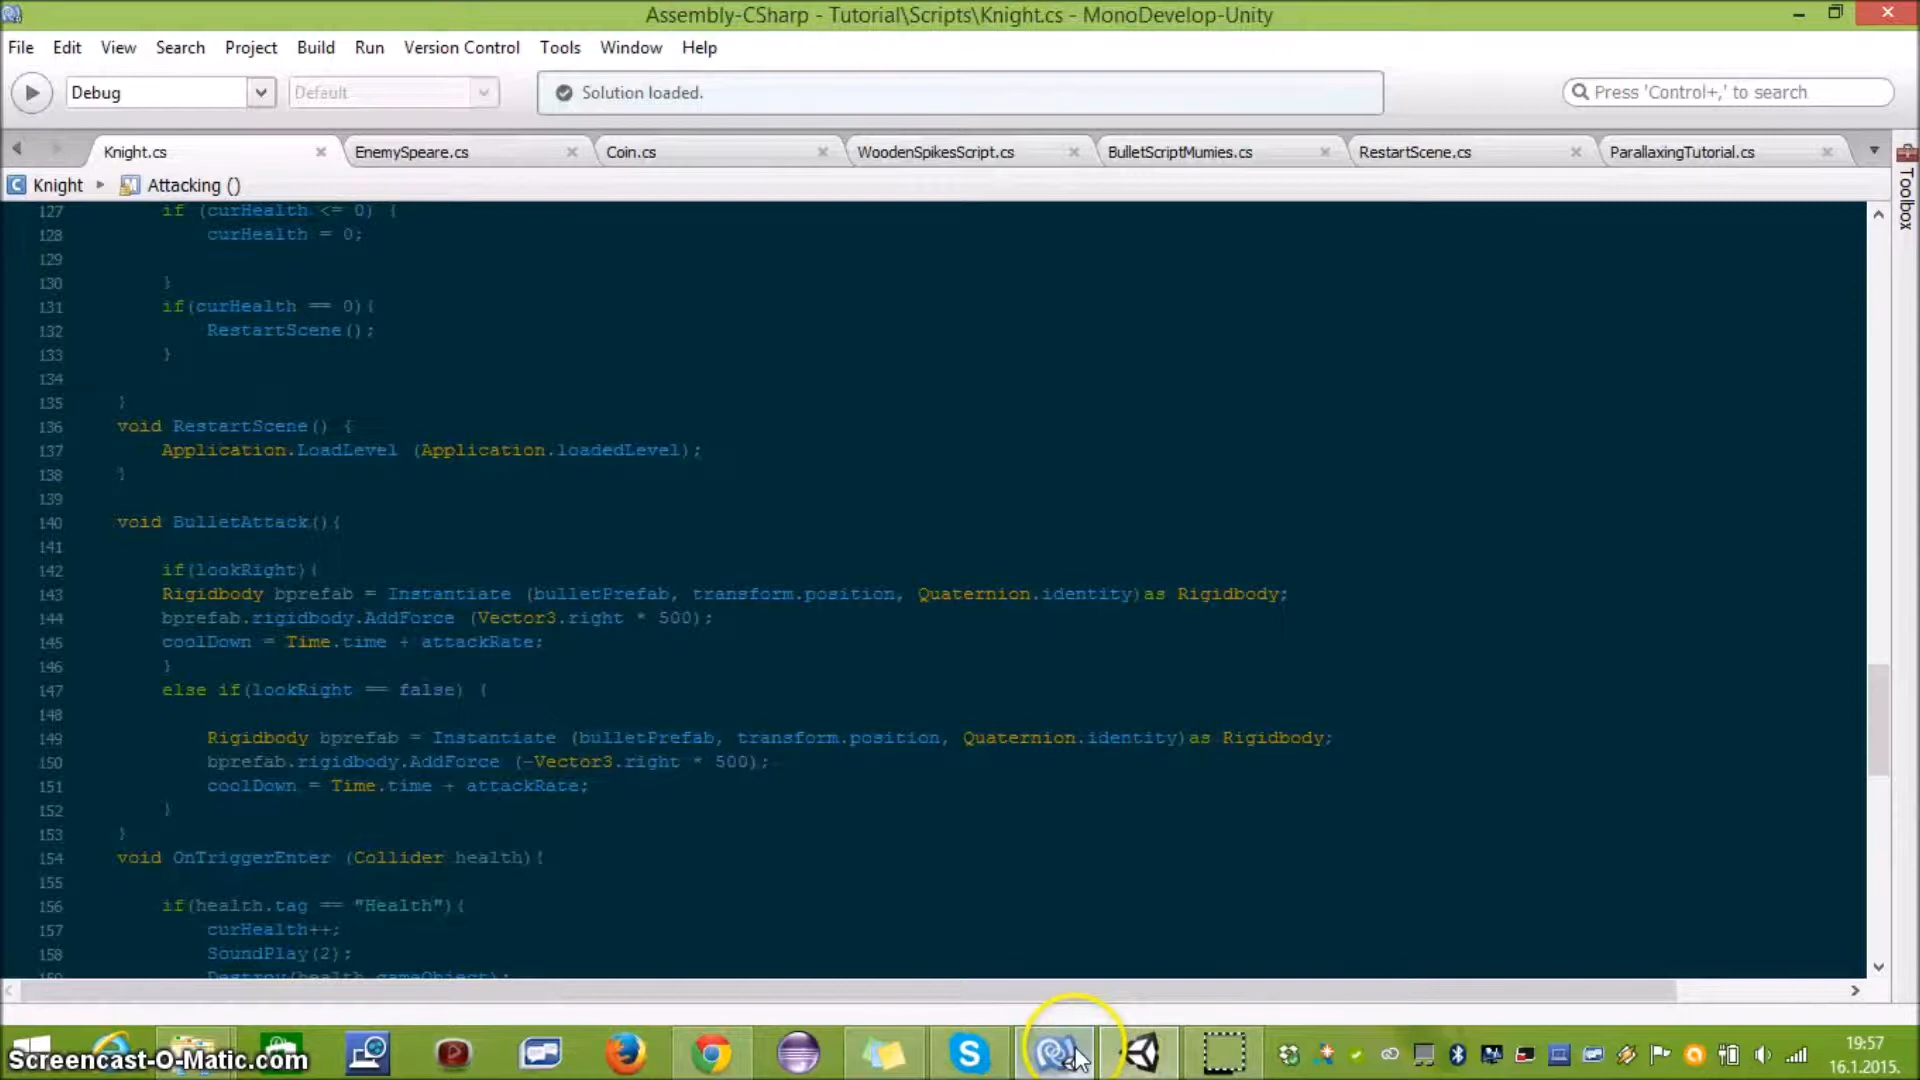 Assembly-CSharp - Tutorial\Scripts\Knight.cs - MonoDevelop-Unity
File Edit View Search Project Build Run Version Control Tools Window Help
Debug Default Solution loaded. Press 'Control+,' to search
Knight.cs EnemySpeare.cs Coin.cs WoodenSpikesScript.cs BulletScriptMumies.cs RestartScene.cs ParallaxingTutorial.cs
Toolbox
Knight Attacking ()
127 if (curHealth <= 0) {
128 curHealth = 0;
129
130 }
131 if(curHealth == 0){
132 RestartScene();
133 }
134
135 }
136 void RestartScene() {
137 Application.LoadLevel (Application.loadedLevel);
138 }
139
140 void BulletAttack(){
141
142 if(lookRight){
143 Rigidbody bprefab = Instantiate (bulletPrefab, transform.position, Quaternion.identity)as Rigidbody;
144 bprefab.rigidbody.AddForce (Vector3.right * 500);
145 coolDown = Time.time + attackRate;
146 }
147 else if(lookRight == false) {
148
149 Rigidbody bprefab = Instantiate (bulletPrefab, transform.position, Quaternion.identity)as Rigidbody;
150 bprefab.rigidbody.AddForce (-Vector3.right * 500);
151 coolDown = Time.time + attackRate;
152 }
153 }
154 void OnTriggerEnter (Collider health){
155
156 if(health.tag == "Health"){
157 curHealth++;
158 SoundPlay(2);
159 Destroy(health.gameObject);
Screencast-O-Matic.com
19:57
16.1.2015.